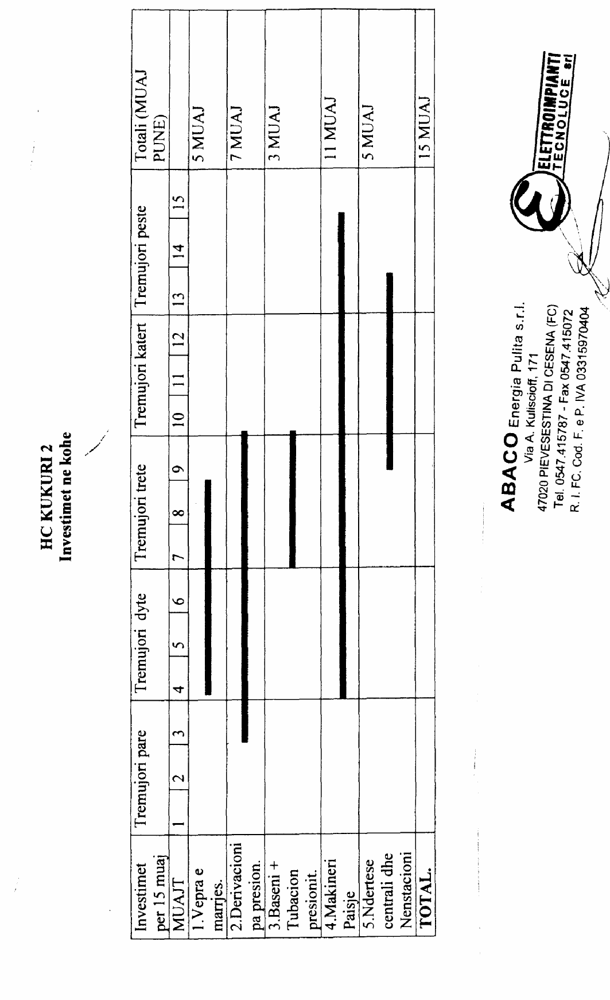 HC KUKURI 2
Investimet ne kohe
Investimet per 15 muaj Tremujori pare Tremujori dyte Tremujori trete Tremujori katert Tremujori peste Totali (MUAJ PUNE)
MUAJT 1 2 3 4 5 6 7 8 9 10 11 12 13 14 15
1.Vepra e marrjes. 5 MUAJ
2.Derivacioni pa presion. 7 MUAJ
3.Baseni + Tubacion presionit. 3 MUAJ
4.Makineri Paisje 11 MUAJ
5.Ndertese centrali dhe Nenstacioni 5 MUAJ
TOTAL. 15 MUAJ
ABACO Energia Pulita s.r.l.
Via A. Kuliscioff, 171
47020 PIEVESESTINA DI CESENA (FC)
Tel. 0547.415787 - Fax 0547.415072
R. I. FC. Cod. F. e P. IVA 03315970404
ELETTROIMPIANTI
TECNOLUCE srl